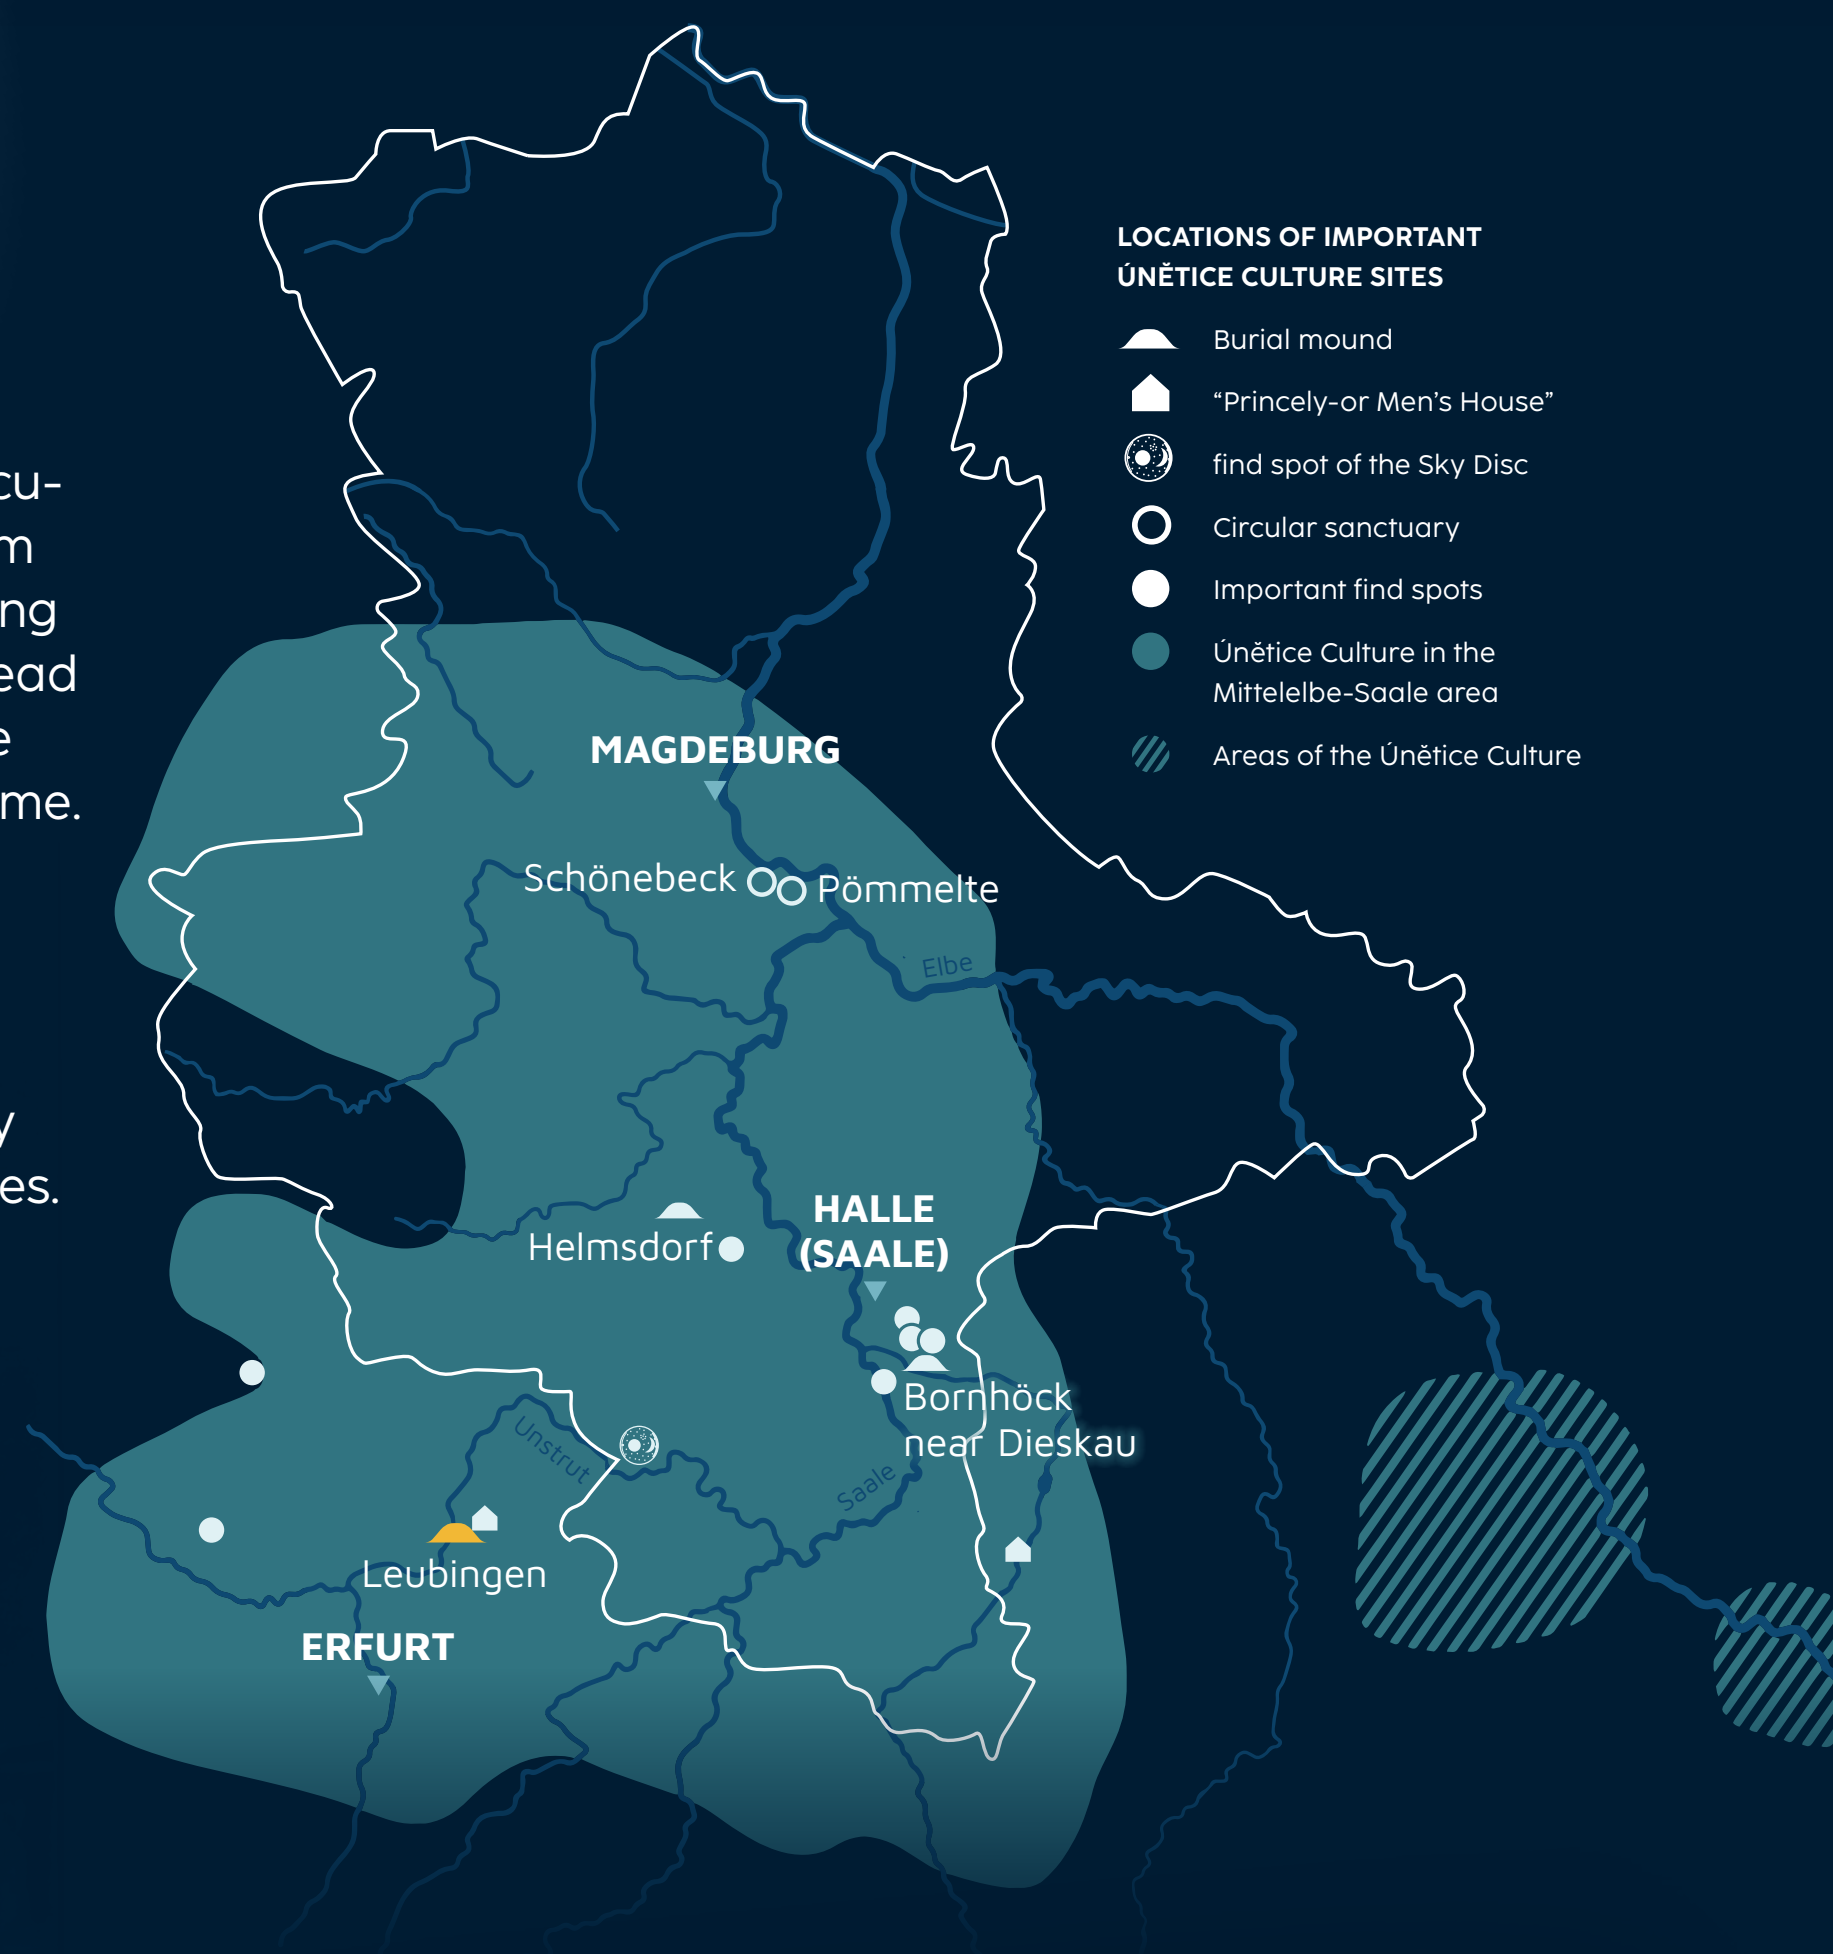 cu-
m
ng
ead
e
me.
y
es.
LOCATIONS OF IMPORTANT
ÚNĚTICE CULTURE SITES
Burial mound
“Princely-or Men’s House”
find spot of the Sky Disc
Circular sanctuary
Important find spots
Únětice Culture in the
Mittelelbe-Saale area
Areas of the Únětice Culture
MAGDEBURG
Schönebeck
Pömmelte
Elbe
HALLE
(SAALE)
Helmsdorf
Bornhöck
near Dieskau
Unstrut
Saale
Leubingen
ERFURT